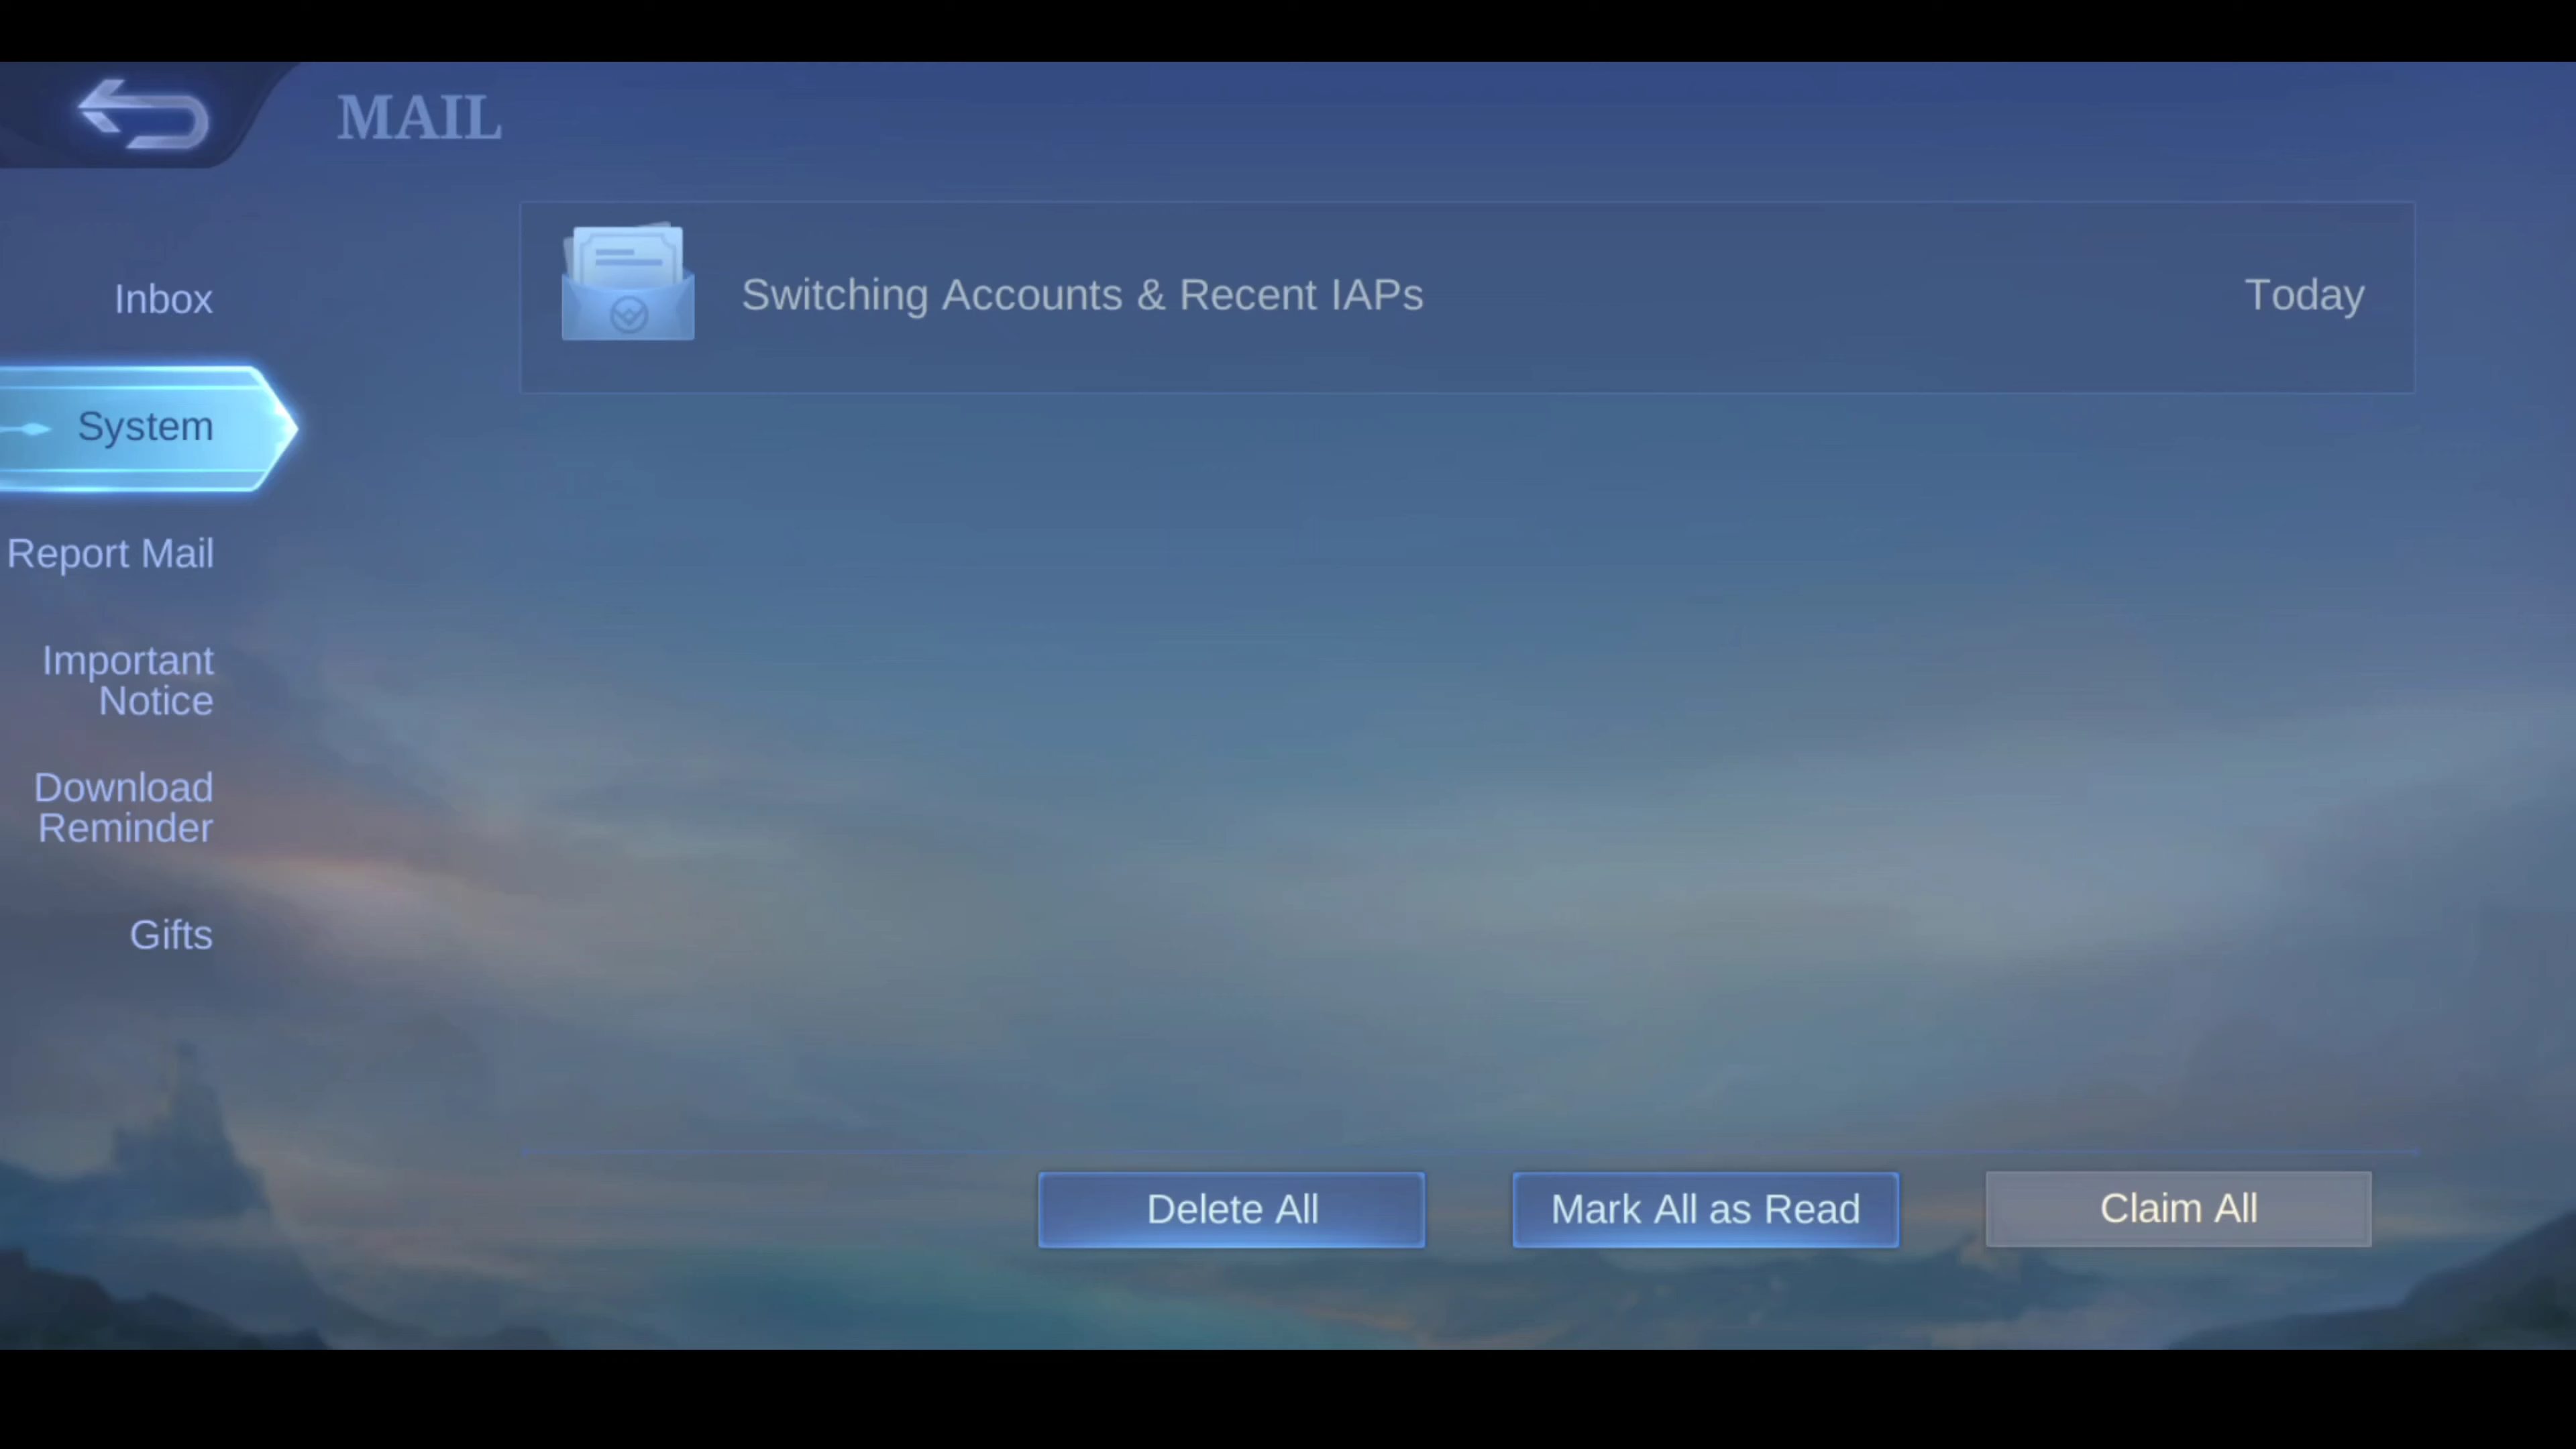 MAIL
Inbox
System
Report Mail
Important
Notice
Download
Reminder
Gifts
Switching Accounts & Recent IAPs
Today
Delete All
Mark All as Read
Claim All